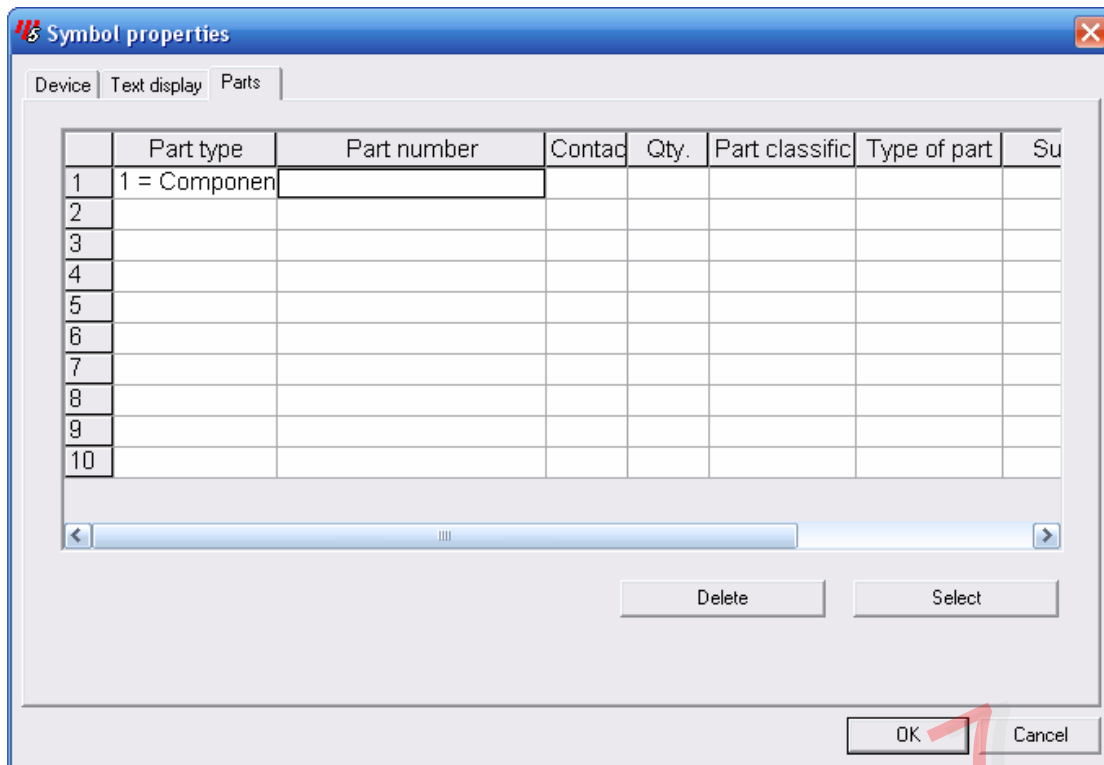 Symbol properties
Device Text display Parts
Part type Part number Contac Qty. Part classific Type of part Su
1 1 = Componen
2
3
4
5
6
7
8
9
10
Delete Select
OK Cancel